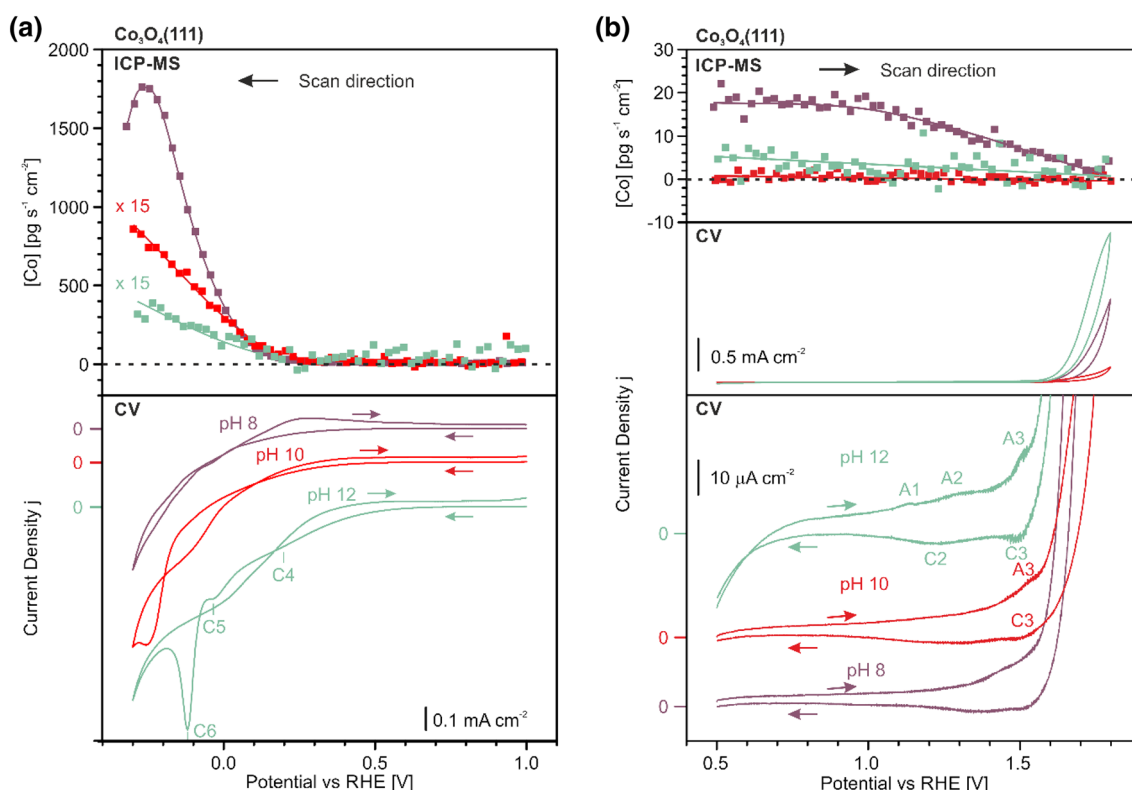 (a)
Co₃O₄(111)
ICP-MS
Scan direction
2000
1500
1000
500
0
[Co] [pg s⁻¹ cm⁻²]
x 15
x 15
CV
0
0
0
pH 8
pH 10
pH 12
C4
C5
C6
0.1 mA cm⁻²
Current Density j
0.0
0.5
1.0
Potential vs RHE [V]
(b)
Co₃O₄(111)
ICP-MS
Scan direction
30
20
10
0
-10
[Co] [pg s⁻¹ cm⁻²]
CV
0.5 mA cm⁻²
CV
10 µA cm⁻²
pH 12
A1
A2
A3
0
C2
C3
pH 10
A3
0
C3
pH 8
0
Current Density j
0.5
1.0
1.5
Potential vs RHE [V]